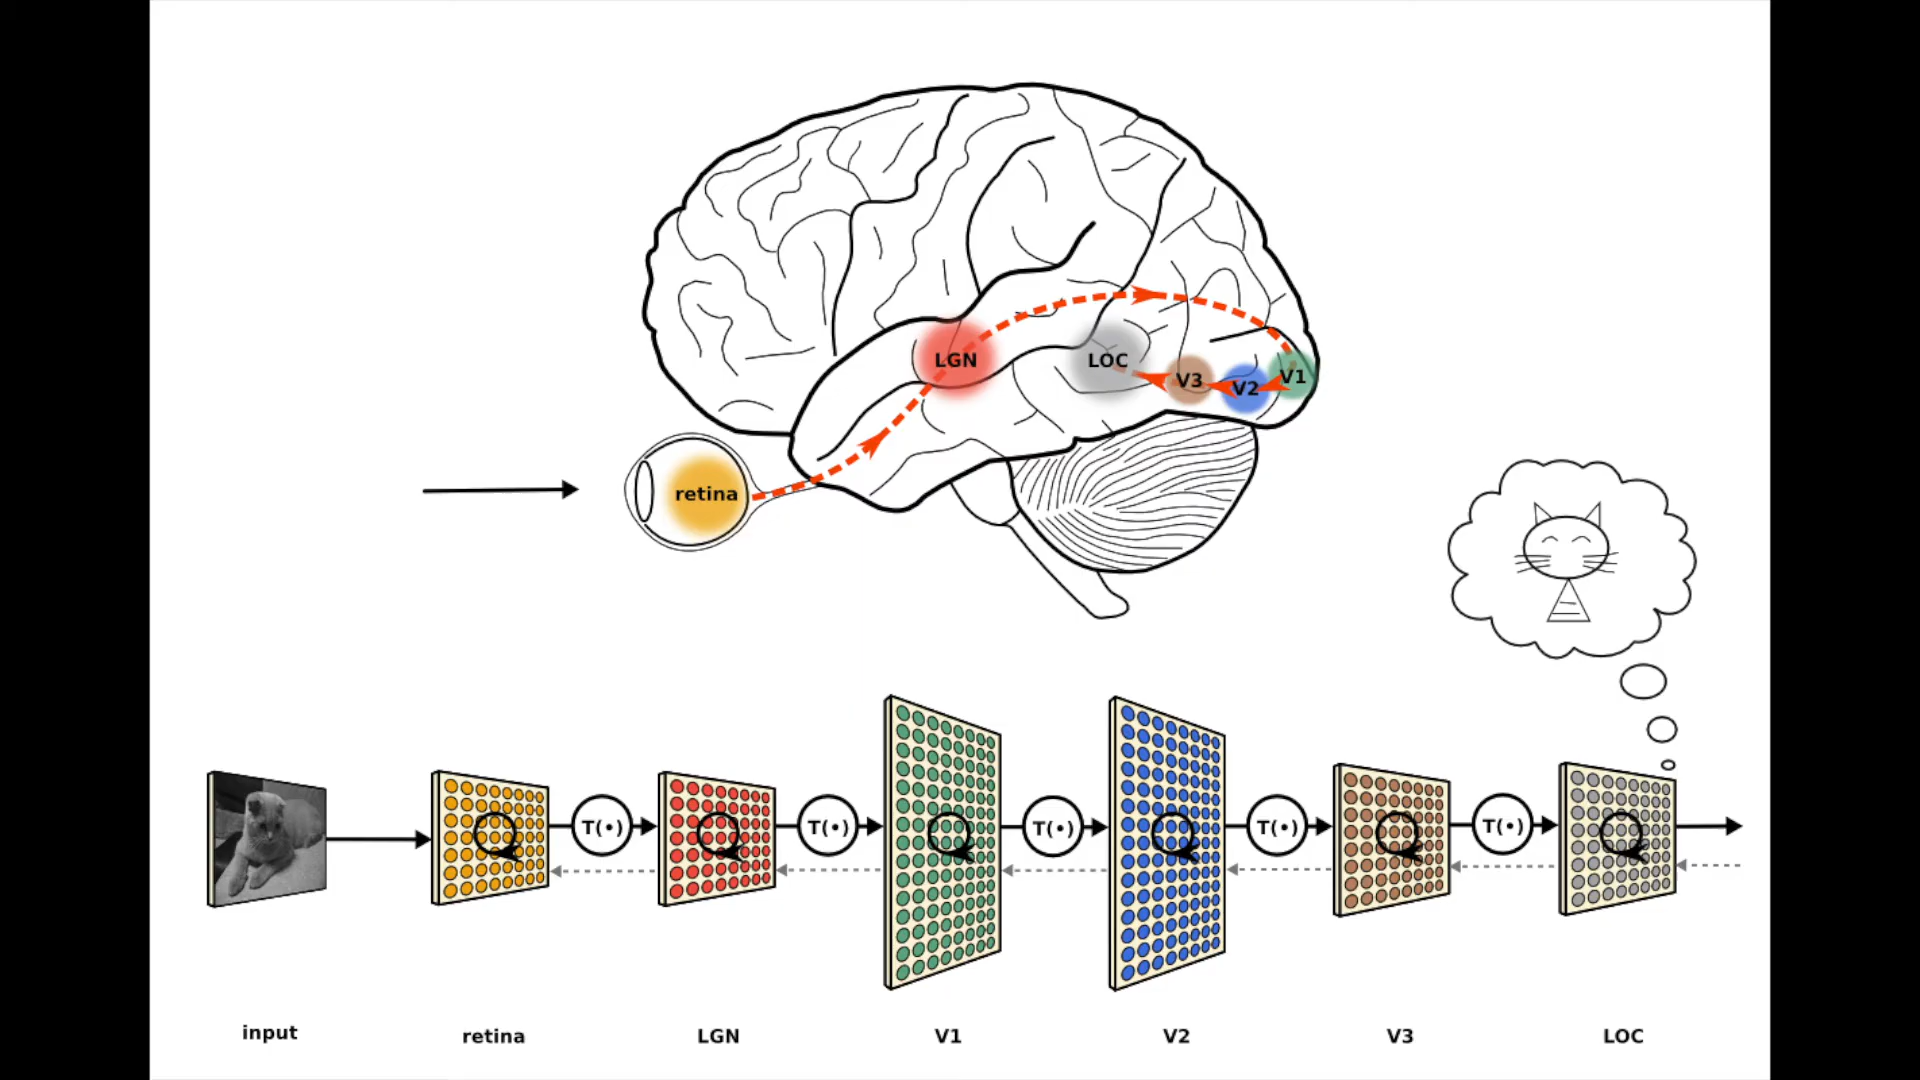 LGN
LOC
V3
V2
V1
retina
T(•)
T(•)
T(•)
T(•)
T(•)
input
retina
LGN
V1
V2
V3
LOC